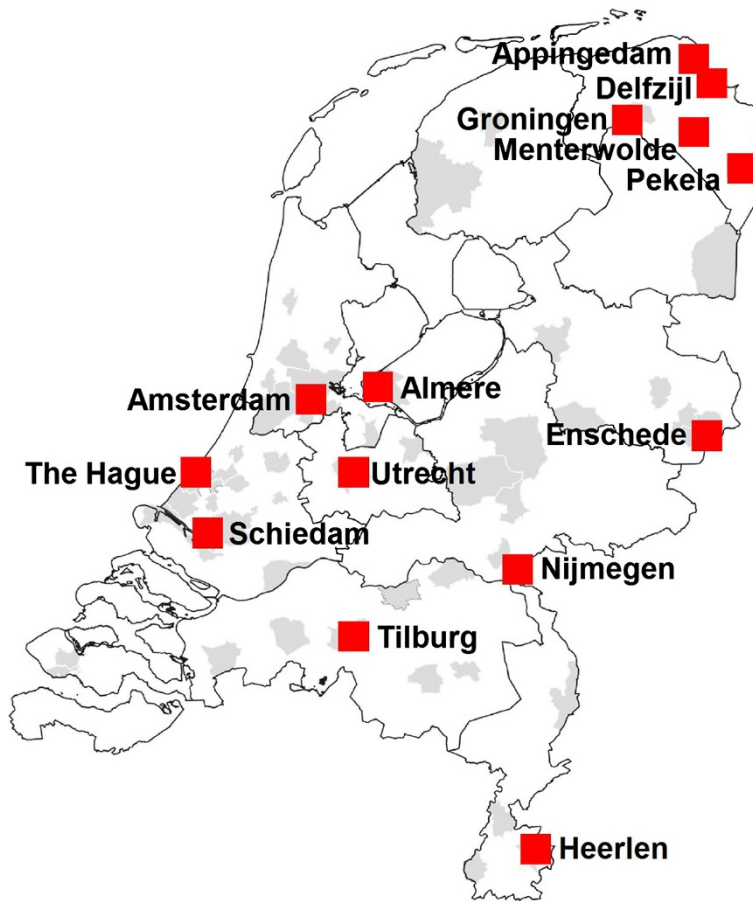 Appingedam
Delfzijl
Groningen
Menterwolde
Pekela
Almere
Amsterdam
Enschede
The Hague
Utrecht
Schiedam
Nijmegen
Tilburg
Heerlen